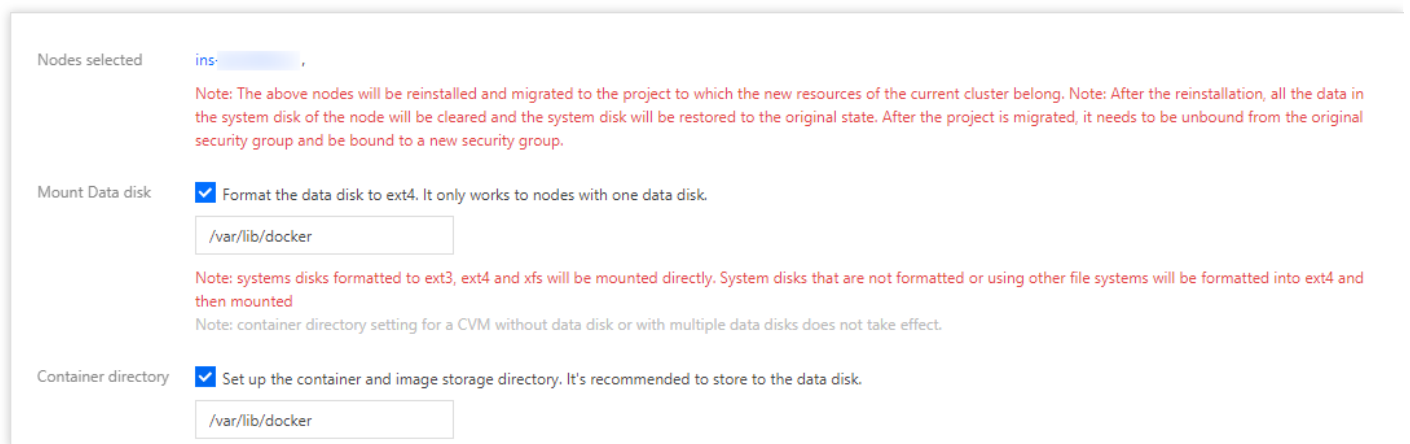 Nodes selected ins- ,
Note: The above nodes will be reinstalled and migrated to the project to which the new resources of the current cluster belong. Note: After the reinstallation, all the data in
the system disk of the node will be cleared and the system disk will be restored to the original state. After the project is migrated, it needs to be unbound from the original
security group and be bound to a new security group.
Mount Data disk Format the data disk to ext4. It only works to nodes with one data disk.
/var/lib/docker
Note: systems disks formatted to ext3, ext4 and xfs will be mounted directly. System disks that are not formatted or using other file systems will be formatted into ext4 and
then mounted
Note: container directory setting for a CVM without data disk or with multiple data disks does not take effect.
Container directory Set up the container and image storage directory. It's recommended to store to the data disk.
/var/lib/docker